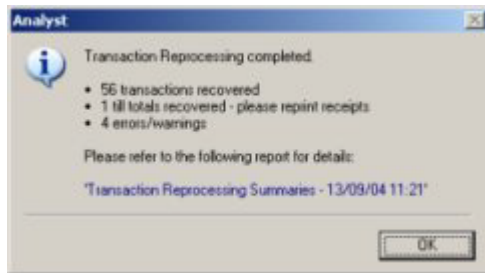 Analyst
Transaction Reprocessing completed.
• 56 transactions recovered
• 1 till totals recovered - please reprint receipts
• 4 errors/warnings
Please refer to the following report for details:
"Transaction Reprocessing Summaries - 13/09/04 11:21"
OK